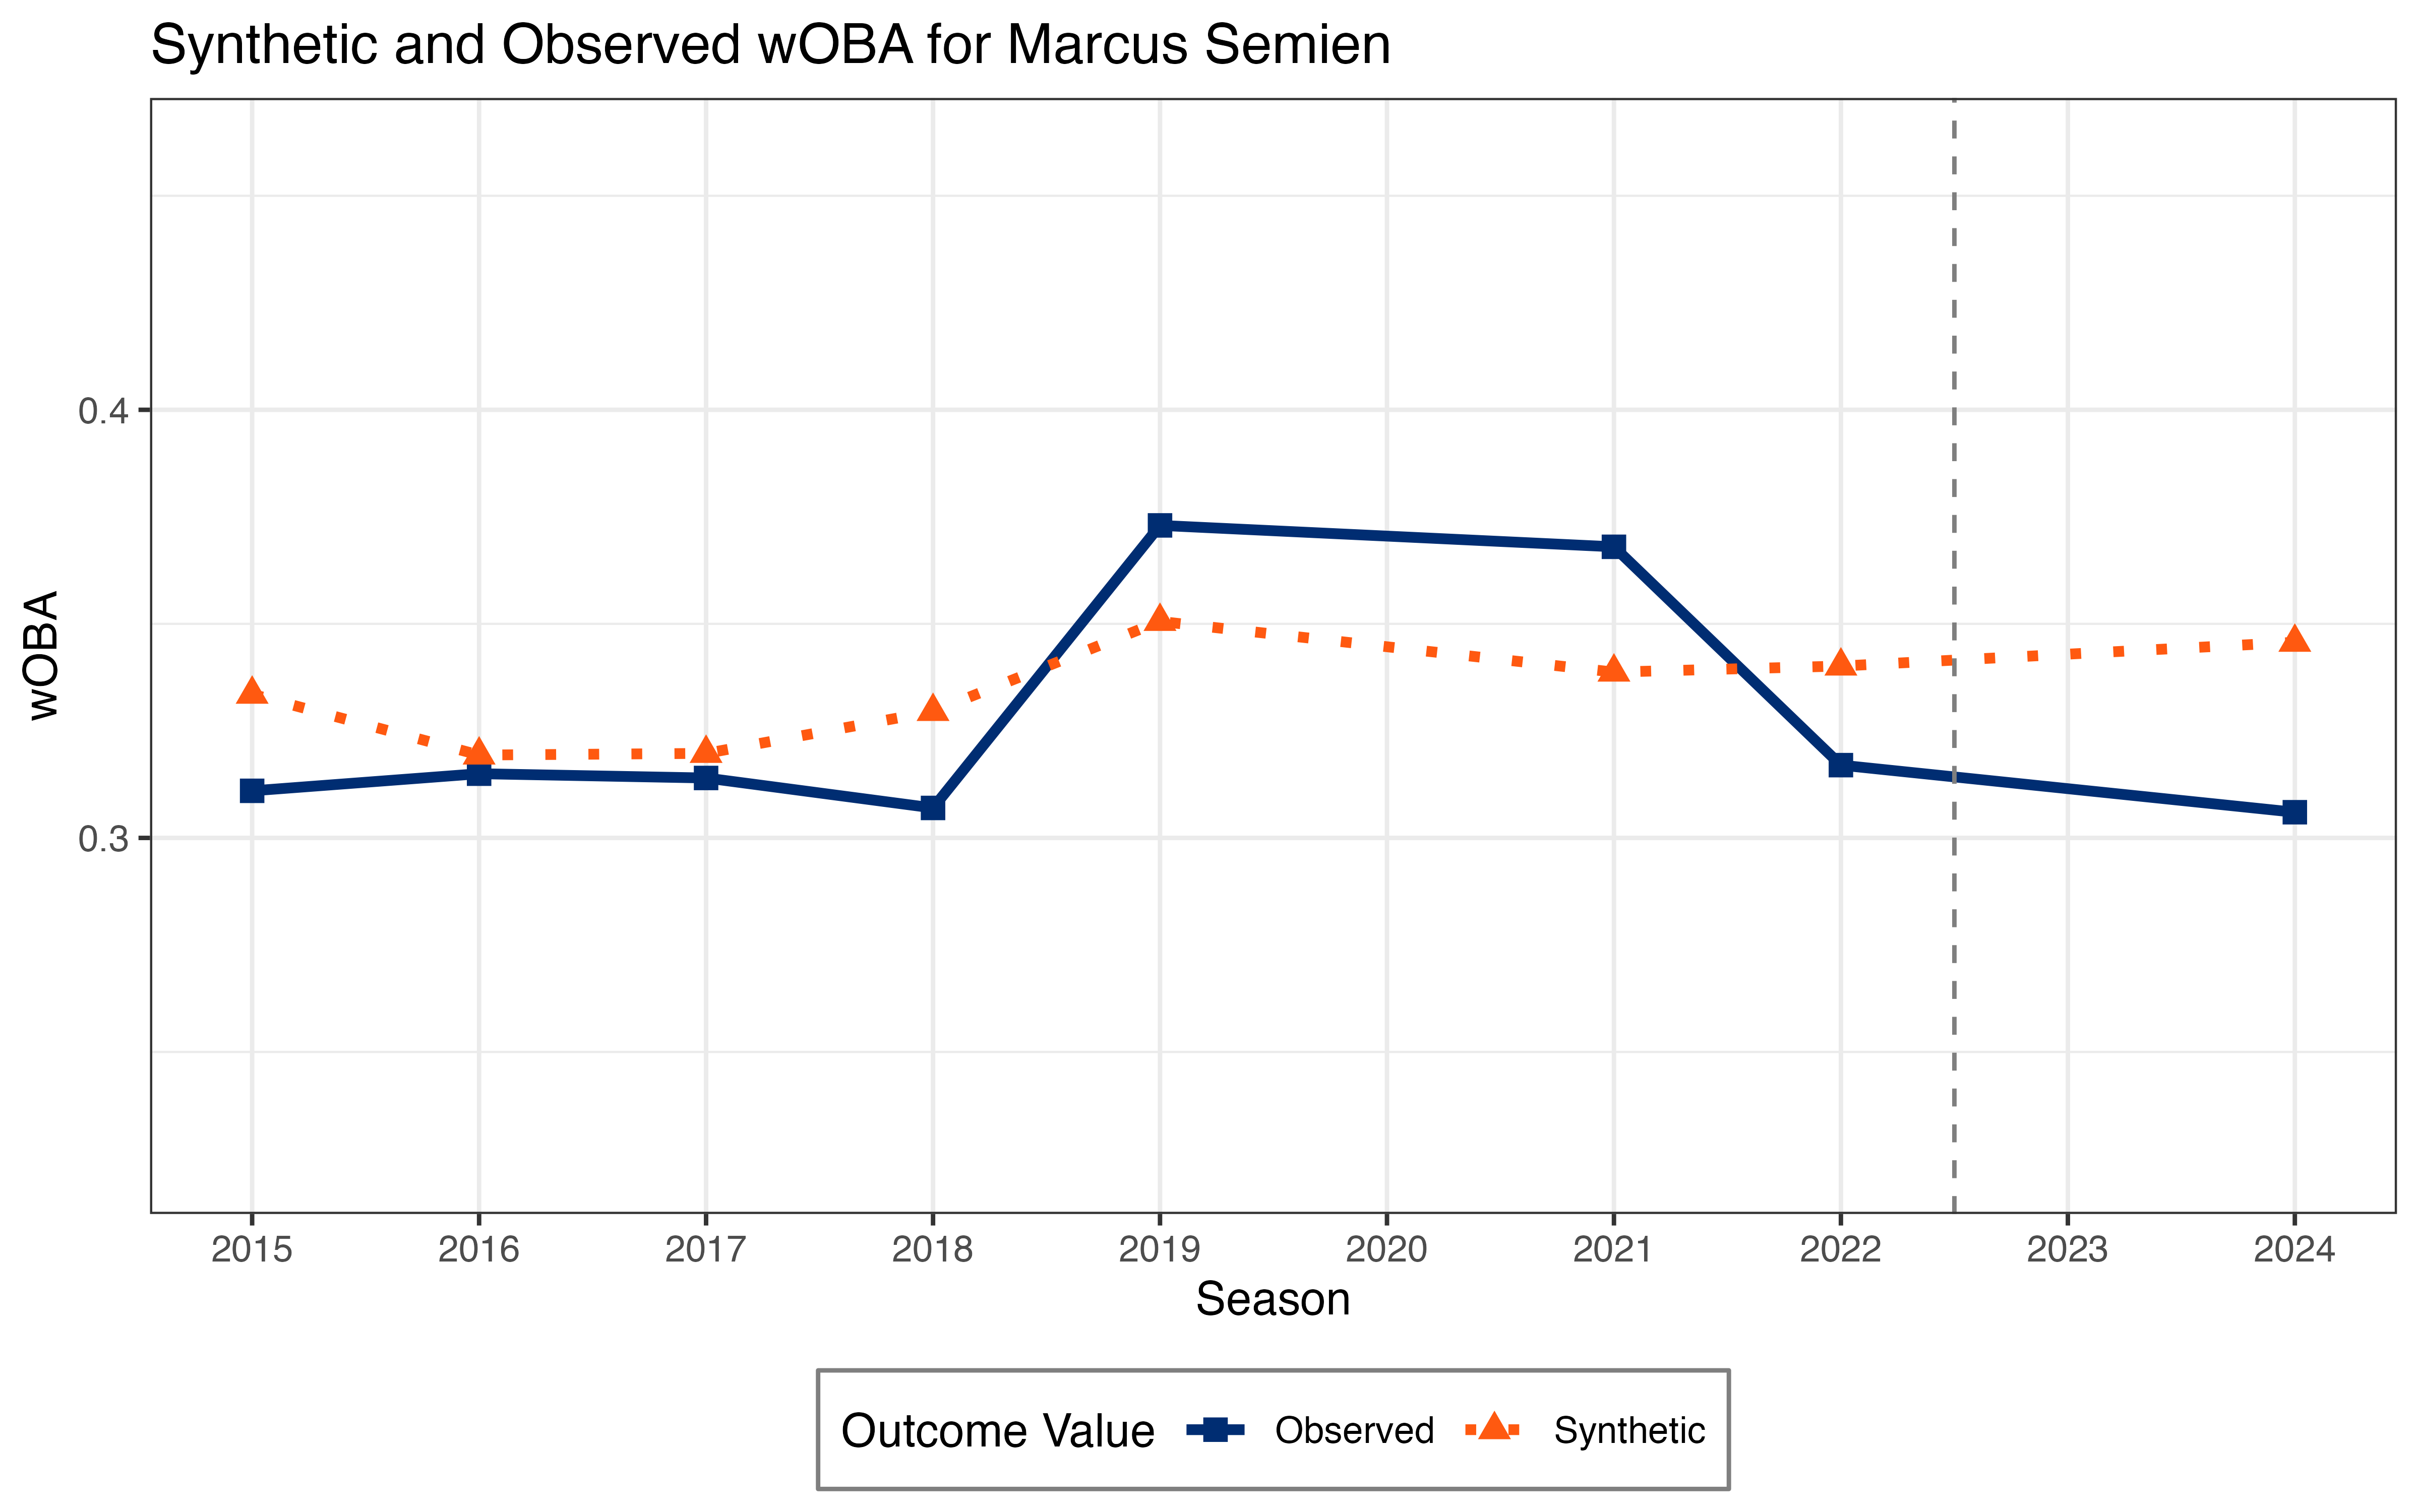 Synthetic and Observed wOBA for Marcus Semien
wOBA
0.4
0.3
2015 2016 2017 2018 2019 2020 2021 2022 2023 2024
Season
Outcome Value Observed Synthetic